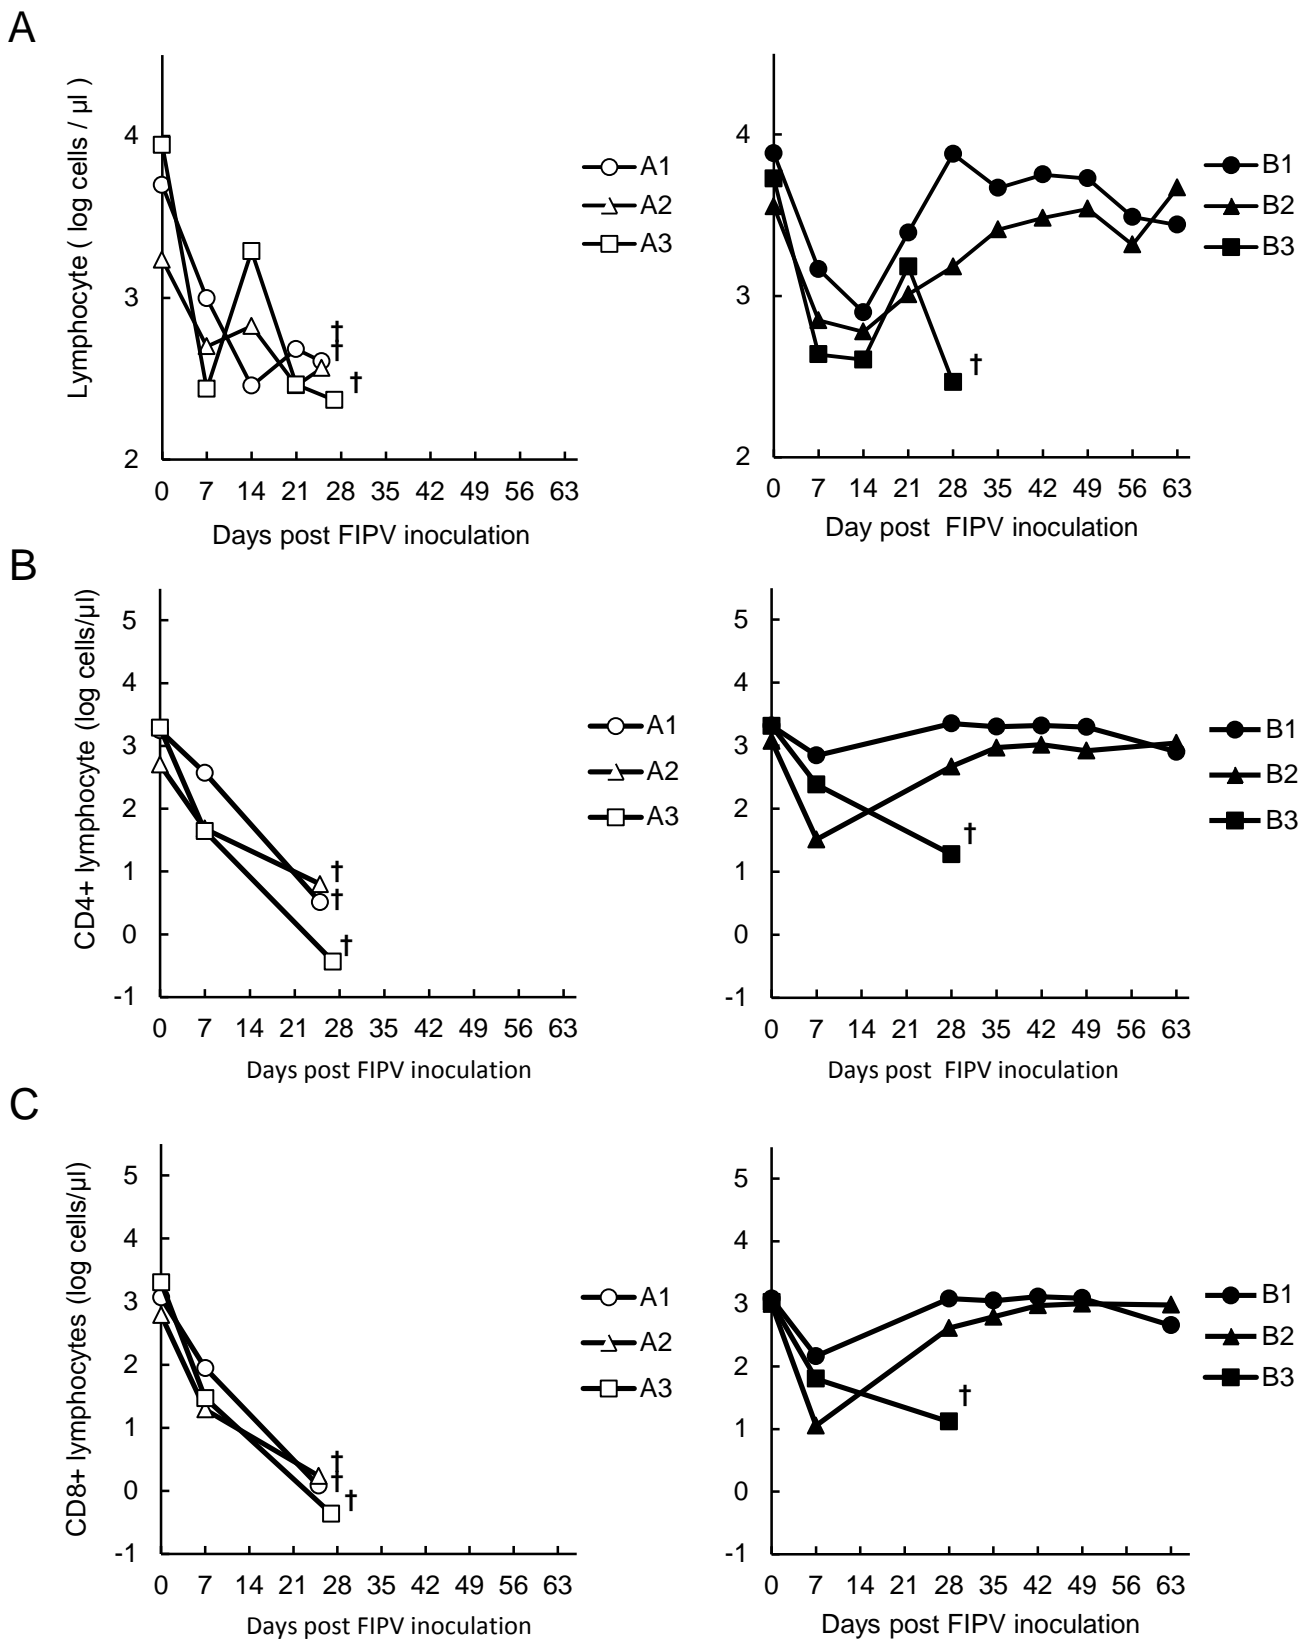 A
Lymphocyte ( log cells / µl )
4
3
2
0 7 14 21 28 35 42 49 56 63
Days post FIPV inoculation
A1
A2
A3
†
†
†
4
3
2
0 7 14 21 28 35 42 49 56 63
Day post FIPV inoculation
B1
B2
B3
†
B
CD4+ lymphocyte (log cells/µl)
5
4
3
2
1
0
-1
0 7 14 21 28 35 42 49 56 63
Days post FIPV inoculation
A1
A2
A3
†
†
†
5
4
3
2
1
0
-1
0 7 14 21 28 35 42 49 56 63
Days post FIPV inoculation
B1
B2
B3
†
C
CD8+ lymphocytes (log cells/µl)
5
4
3
2
1
0
-1
0 7 14 21 28 35 42 49 56 63
Days post FIPV inoculation
A1
A2
A3
†
†
†
5
4
3
2
1
0
-1
0 7 14 21 28 35 42 49 56 63
Days post FIPV inoculation
B1
B2
B3
†